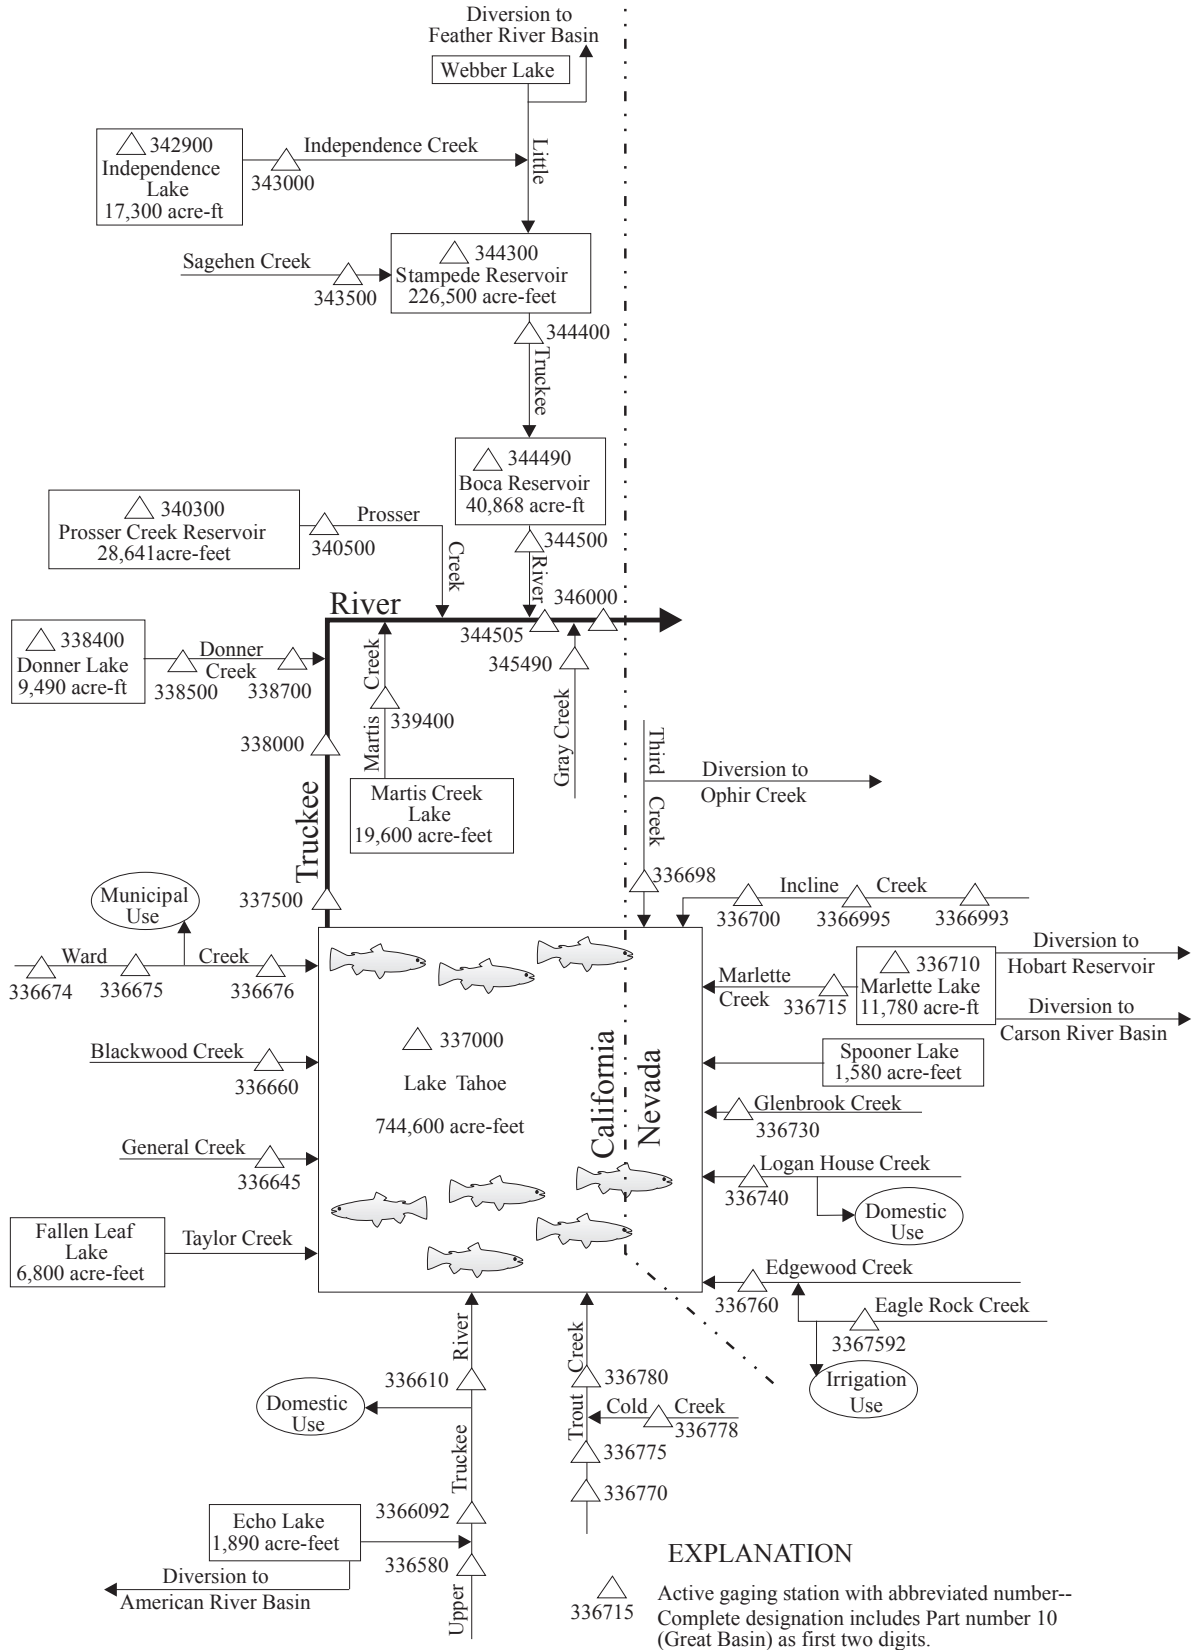 Diversion to
Feather River Basin
Webber Lake
Little
342900
Independence
Lake
17,300 acre-ft
Independence Creek
343000
344300
Stampede Reservoir
226,500 acre-feet
Sagehen Creek
343500
344400
Truckee
344490
Boca Reservoir
40,868 acre-ft
340300
Prosser Creek Reservoir
28,641acre-feet
Prosser
340500
Creek
344500
River
346000
River
344505
345490
Gray Creek
338400
Donner Lake
9,490 acre-ft
Donner
Creek
338500
338700
Creek
339400
Martis
338000
Martis Creek
Lake
19,600 acre-feet
Truckee
337500
Third
Creek
Diversion to
Ophir Creek
336698
Incline
Creek
336700
3366995
3366993
Municipal
Use
Ward
Creek
336674
336675
336676
Marlette
Creek
336715
336710
Marlette Lake
11,780 acre-ft
Diversion to
Hobart Reservoir
Diversion to
Carson River Basin
337000
Lake Tahoe
744,600 acre-feet
California
Nevada
Blackwood Creek
336660
Spooner Lake
1,580 acre-feet
Glenbrook Creek
336730
General Creek
336645
Logan House Creek
336740
Domestic
Use
Fallen Leaf
Lake
6,800 acre-feet
Taylor Creek
Edgewood Creek
336760
Eagle Rock Creek
3367592
Irrigation
Use
River
336610
Domestic
Use
Truckee
3366092
Echo Lake
1,890 acre-feet
336580
Diversion to
American River Basin
Upper
Creek
336780
Cold
Creek
336778
Trout
336775
336770
EXPLANATION
336715
Active gaging station with abbreviated number--
Complete designation includes Part number 10
(Great Basin) as first two digits.